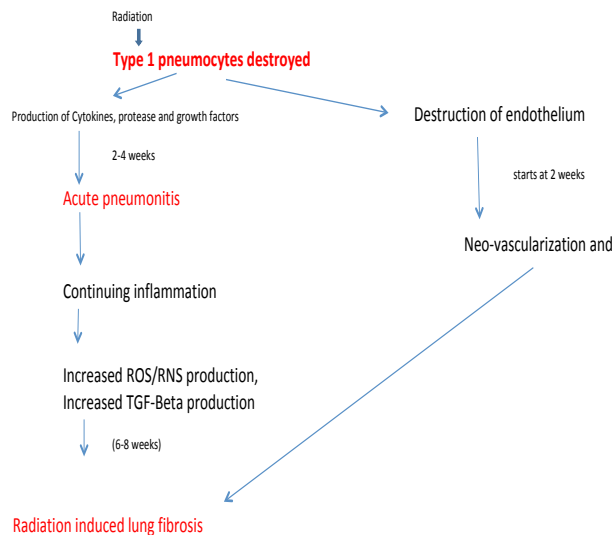 Radiation
Type 1 pneumocytes destroyed
Production of Cytokines, protease and growth factors
Destruction of endothelium
2-4 weeks
starts at 2 weeks
Acute pneumonitis
Neo-vascularization and
Continuing inflammation
Increased ROS/RNS production,
Increased TGF-Beta production
(6-8 weeks)
Radiation induced lung fibrosis